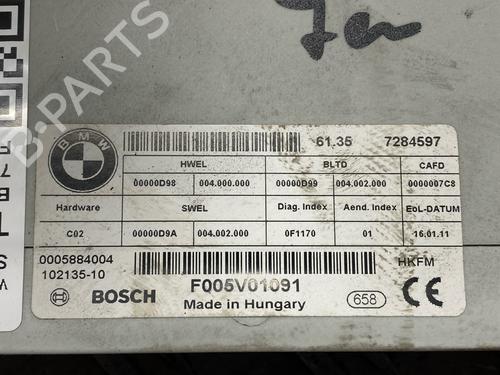 B-PARTS
BMW
61.35 7284597
HWEL BLTD CAFD
00000D98 004.000.000 00000D99 004.002.000 0000007C8
Hardware SWEL Diag. Index Aend. Index EoL-DATUM
C02 00000D9A 004.002.000 0F1170 01 16.01.11
0005884004 HKFM
102135-10
BOSCH F005V01091 658 CE
Made in Hungary